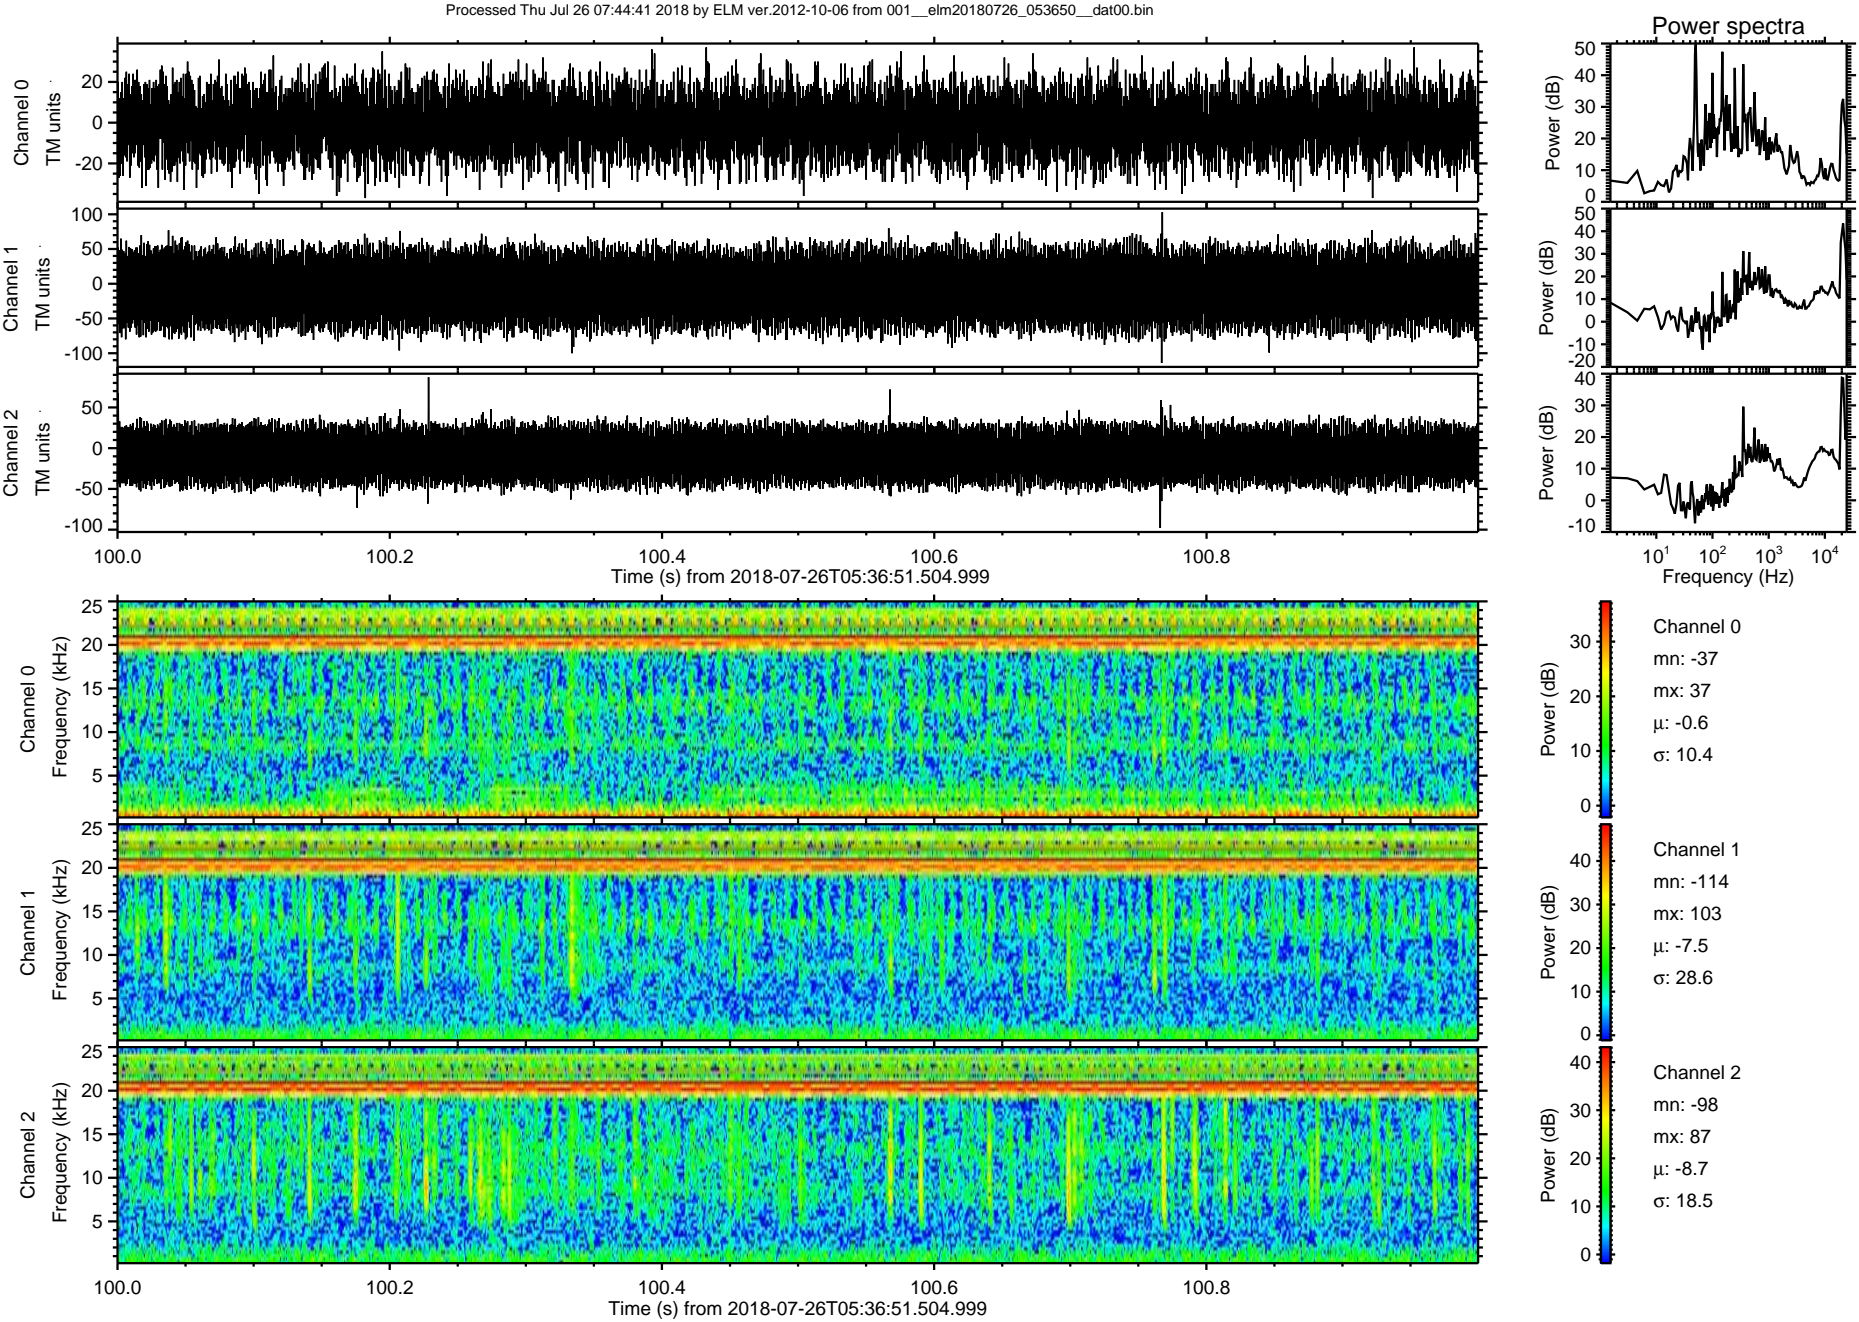 Processed Thu Jul 26 07:44:41 2018 by ELM ver.2012-10-06 from 001__elm20180726_053650__dat00.bin
Power spectra
Channel 0
TM units
20
0
-20
Power (dB)
50
40
30
20
10
0
Channel 1
TM units
100
50
0
-50
-100
Power (dB)
50
40
30
20
10
0
-10
-20
Channel 2
TM units
50
0
-50
-100
Power (dB)
40
30
20
10
0
-10
100.0 100.2 100.4 100.6 100.8
Time (s) from 2018-07-26T05:36:51.504.999
10¹ 10² 10³ 10⁴
Frequency (Hz)
Channel 0
Frequency (kHz)
25
20
15
10
5
Power (dB)
30
20
10
0
Channel 0
mn: -37
mx: 37
μ: -0.6
σ: 10.4
Channel 1
Frequency (kHz)
25
20
15
10
5
Power (dB)
40
30
20
10
0
Channel 1
mn: -114
mx: 103
μ: -7.5
σ: 28.6
Channel 2
Frequency (kHz)
25
20
15
10
5
Power (dB)
40
30
20
10
0
Channel 2
mn: -98
mx: 87
μ: -8.7
σ: 18.5
100.0 100.2 100.4 100.6 100.8
Time (s) from 2018-07-26T05:36:51.504.999